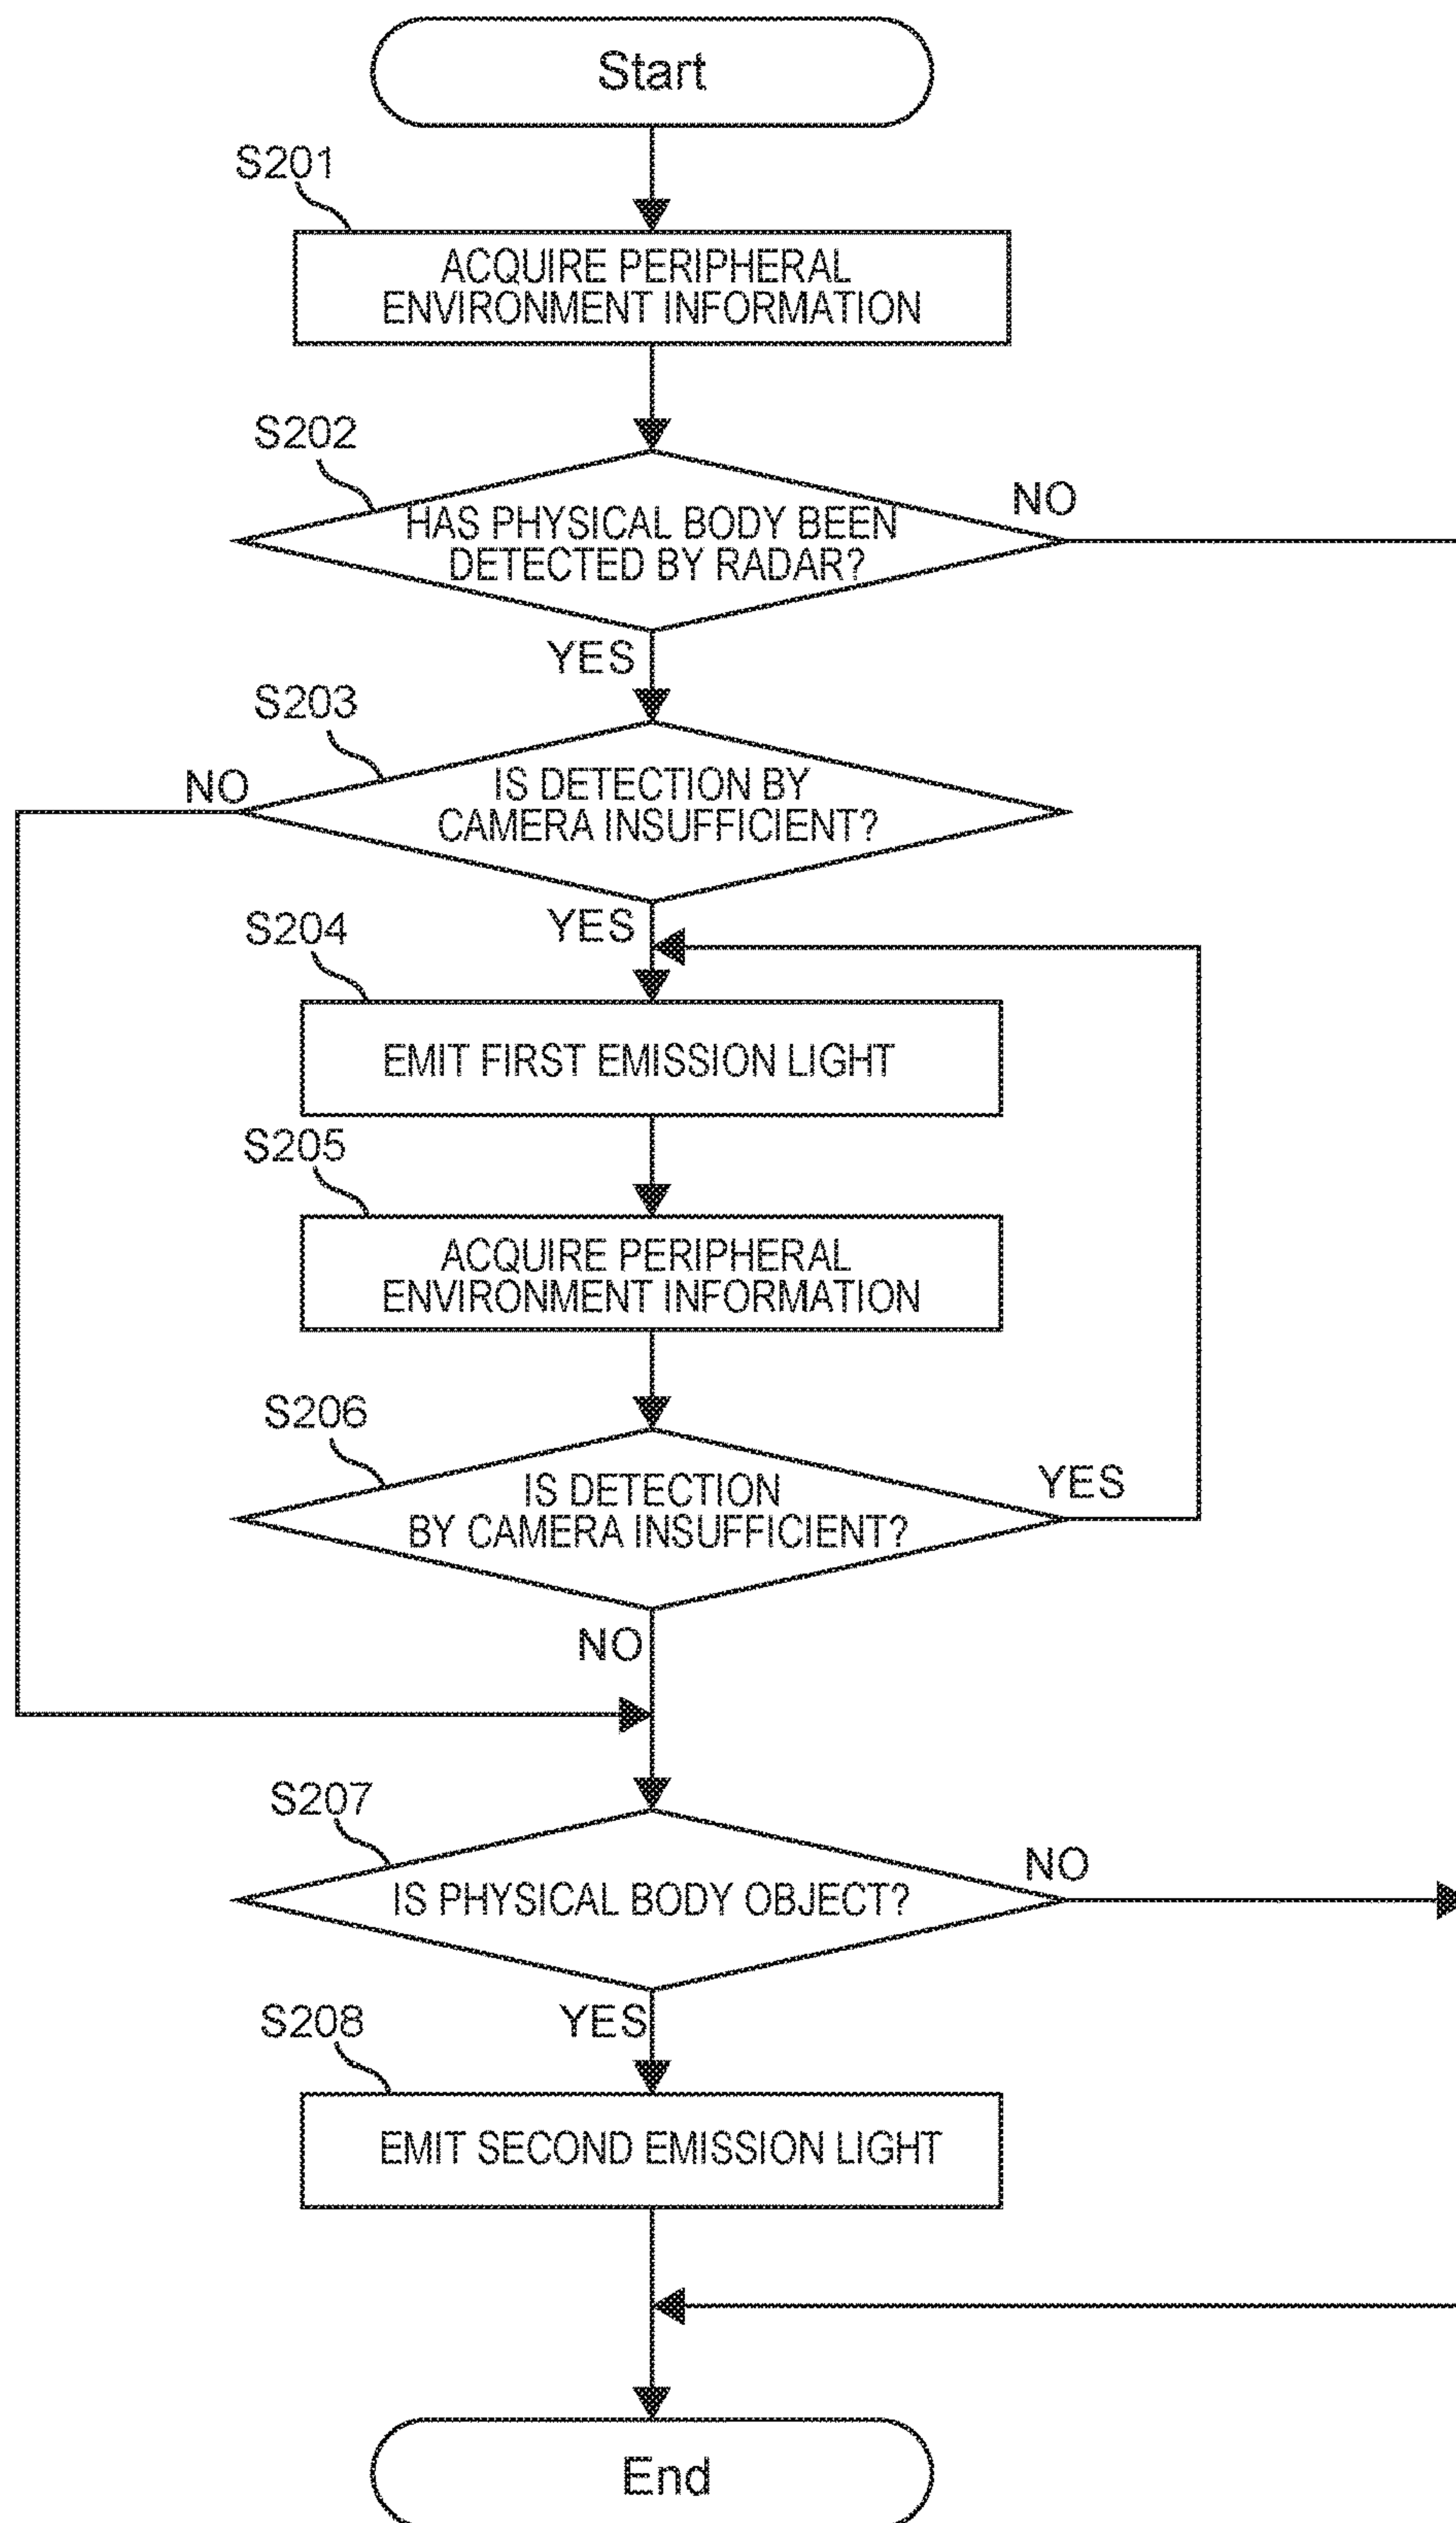 Start
S201
ACQUIRE PERIPHERAL
ENVIRONMENT INFORMATION
S202
HAS PHYSICAL BODY BEEN
DETECTED BY RADAR?
NO
YES
S203
NO
IS DETECTION BY
CAMERA INSUFFICIENT?
YES
S204
EMIT FIRST EMISSION LIGHT
S205
ACQUIRE PERIPHERAL
ENVIRONMENT INFORMATION
S206
IS DETECTION
BY CAMERA INSUFFICIENT?
YES
NO
S207
IS PHYSICAL BODY OBJECT?
NO
YES
S208
EMIT SECOND EMISSION LIGHT
End